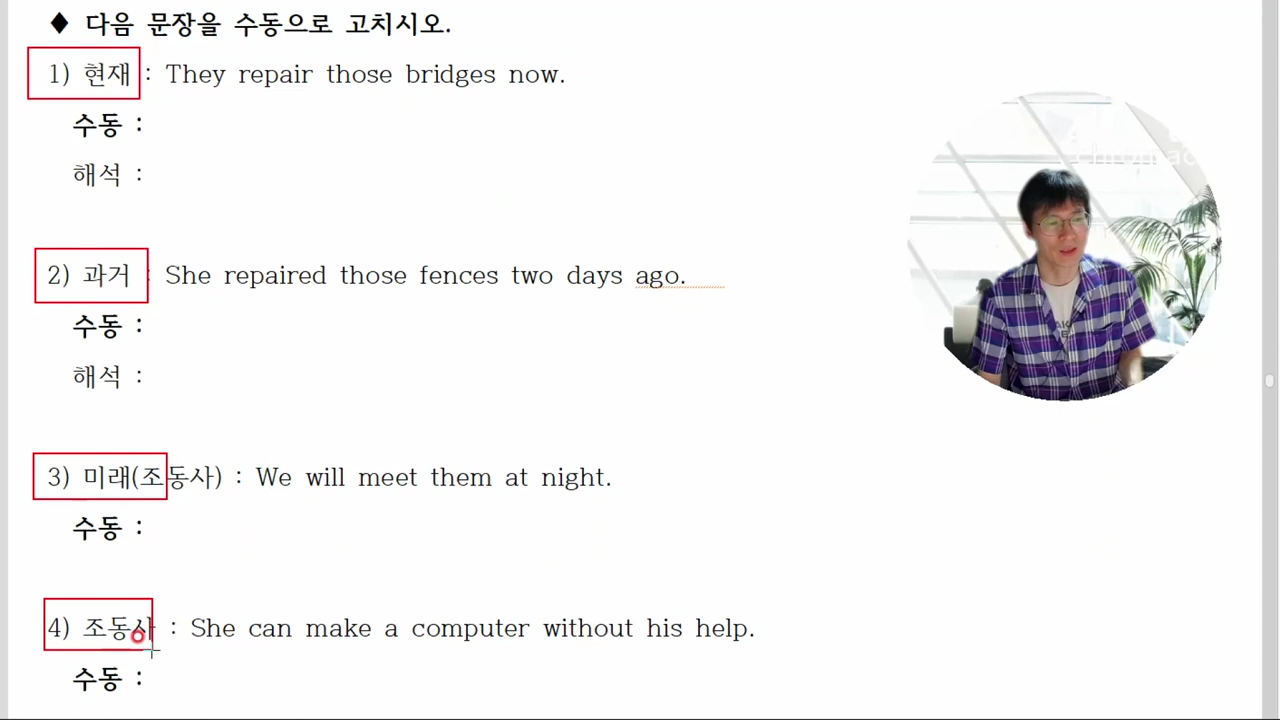 ◆ 다음 문장을 수동으로 고치시오.
1) 현재 : They repair those bridges now.
수동 :
해석 :
2) 과거 : She repaired those fences two days ago.
수동 :
해석 :
3) 미래(조동사) : We will meet them at night.
수동 :
4) 조동사 : She can make a computer without his help.
수동 :